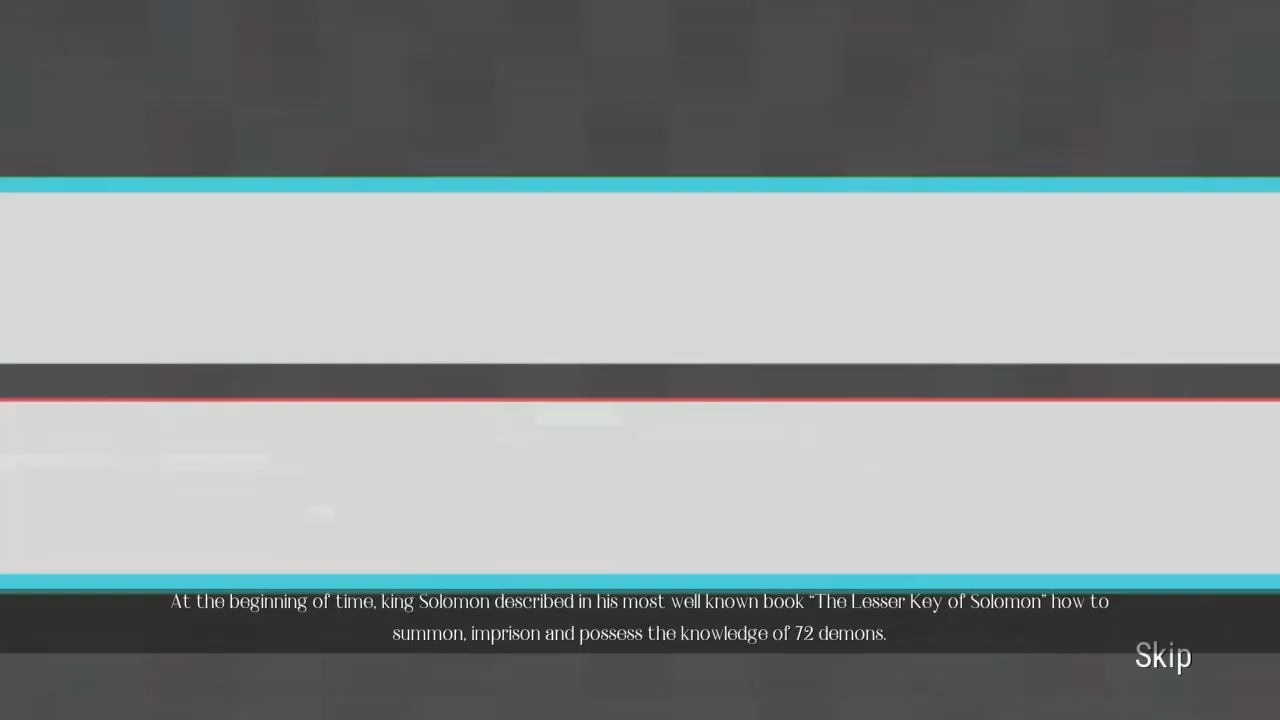 At the beginning of time, king Solomon described in his most well known book “The Lesser Key of Solomon” how to
summon, imprison and possess the knowledge of 72 demons.
Skip